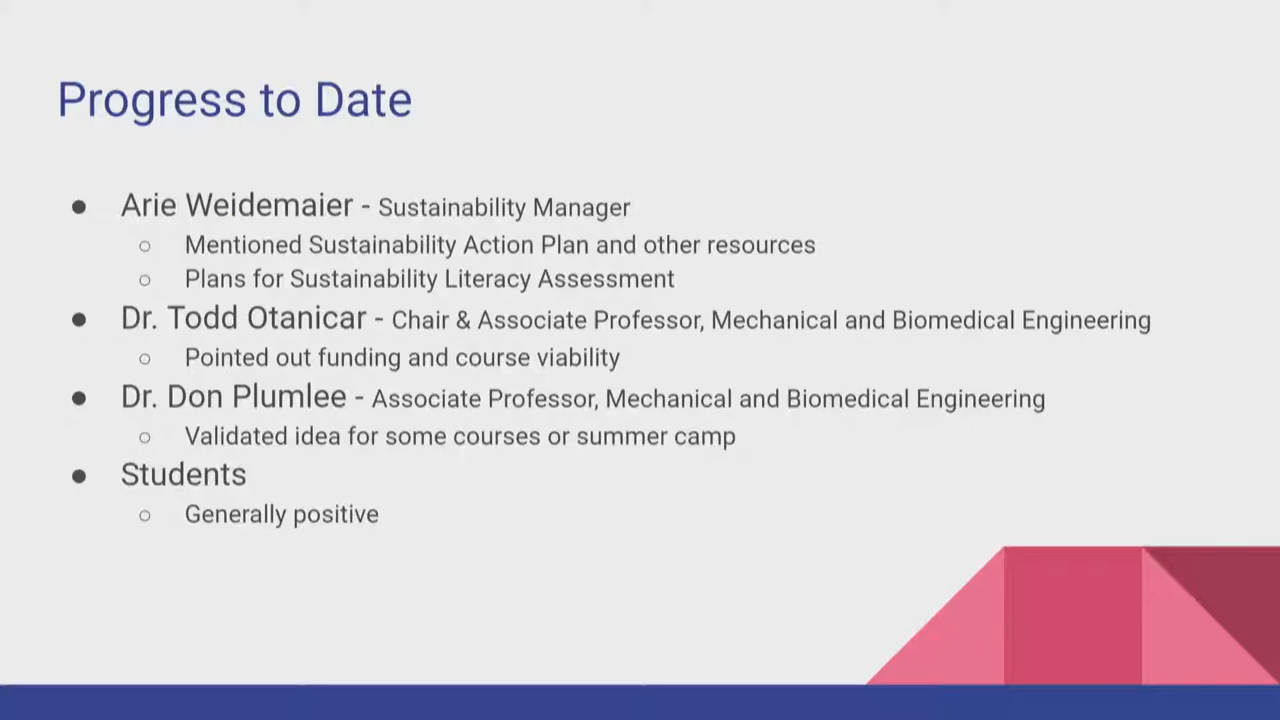 Progress to Date
● Arie Weidemaier - Sustainability Manager
○ Mentioned Sustainability Action Plan and other resources
○ Plans for Sustainability Literacy Assessment
● Dr. Todd Otanicar - Chair & Associate Professor, Mechanical and Biomedical Engineering
○ Pointed out funding and course viability
● Dr. Don Plumlee - Associate Professor, Mechanical and Biomedical Engineering
○ Validated idea for some courses or summer camp
● Students
○ Generally positive